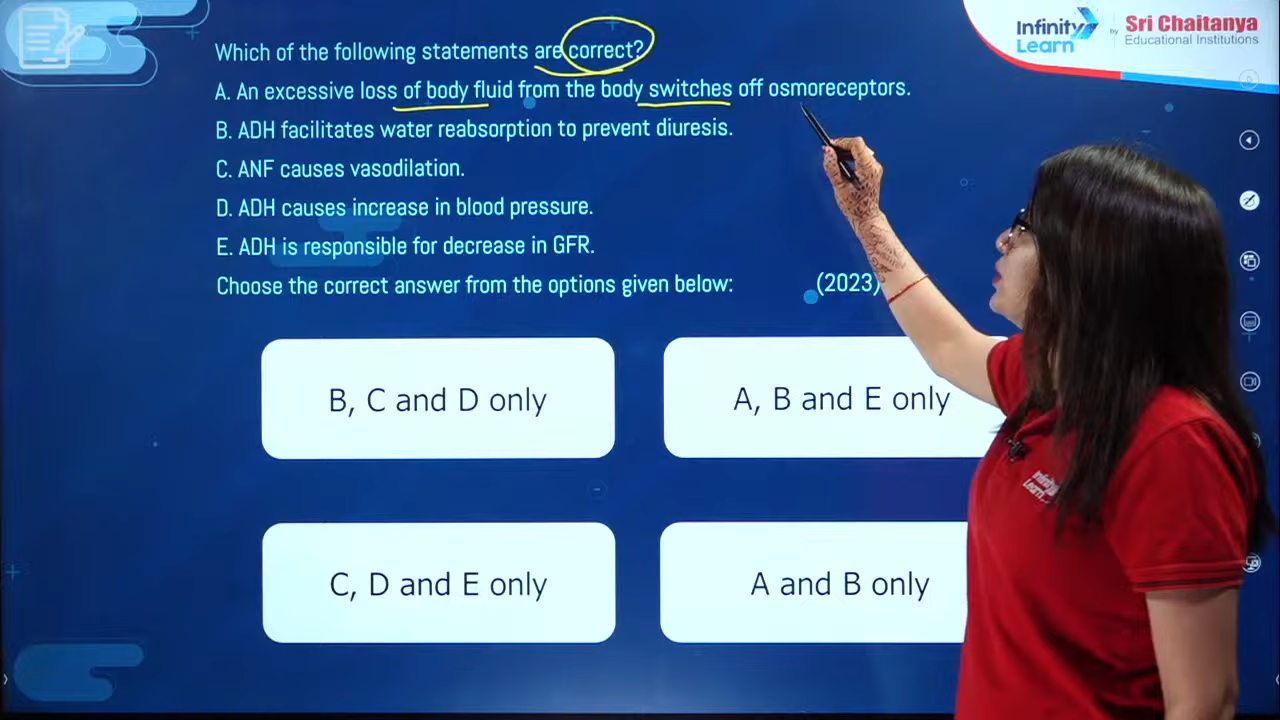 Infinity
Learn
by
Sri Chaitanya
Educational Institutions
Which of the following statements are correct?
A. An excessive loss of body fluid from the body switches off osmoreceptors.
B. ADH facilitates water reabsorption to prevent diuresis.
C. ANF causes vasodilation.
D. ADH causes increase in blood pressure.
E. ADH is responsible for decrease in GFR.
Choose the correct answer from the options given below: (2023)
B, C and D only
A, B and E only
C, D and E only
A and B only
Infinity
Learn